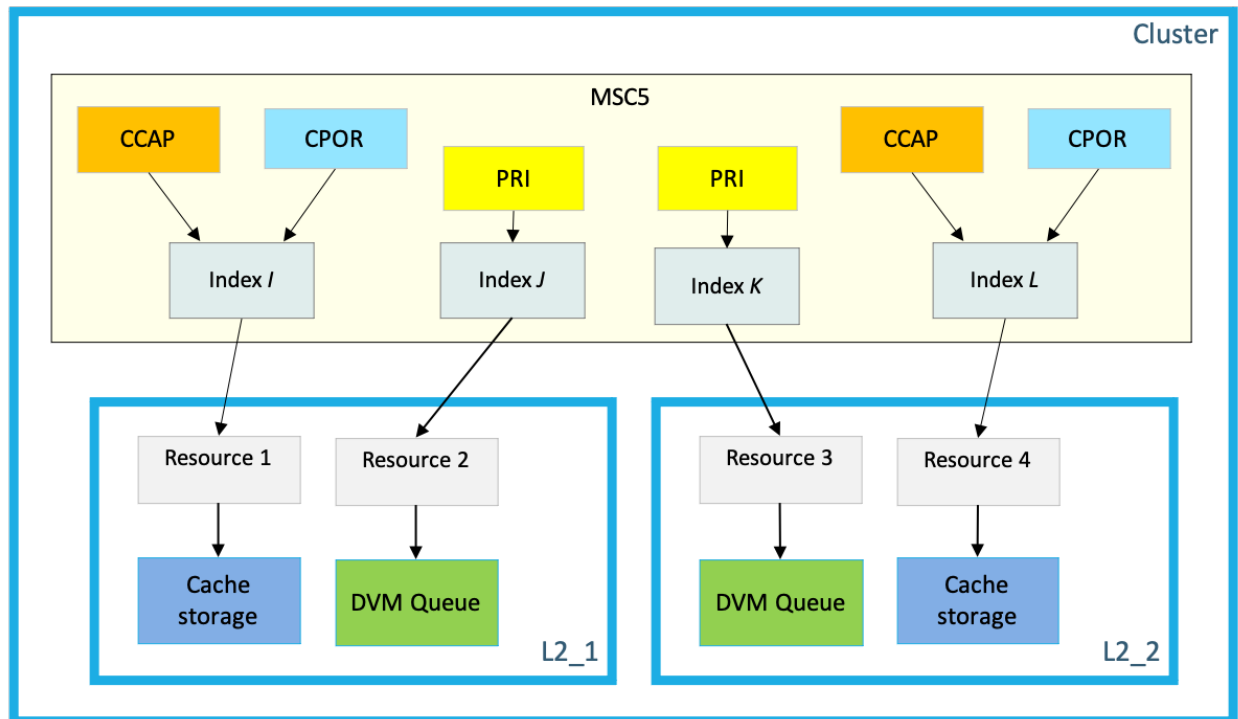 Cluster
MSC5
CCAP
CPOR
PRI
PRI
CCAP
CPOR
Index I
Index J
Index K
Index L
Resource 1
Resource 2
Resource 3
Resource 4
Cache
storage
DVM Queue
DVM Queue
Cache
storage
L2_1
L2_2